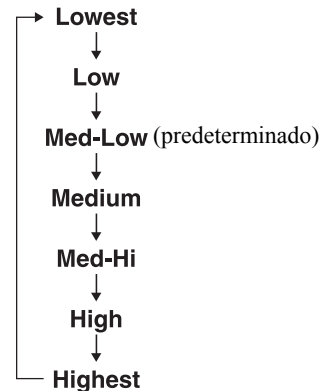 Lowest
Low
Med-Low (predeterminado)
Medium
Med-Hi
High
Highest